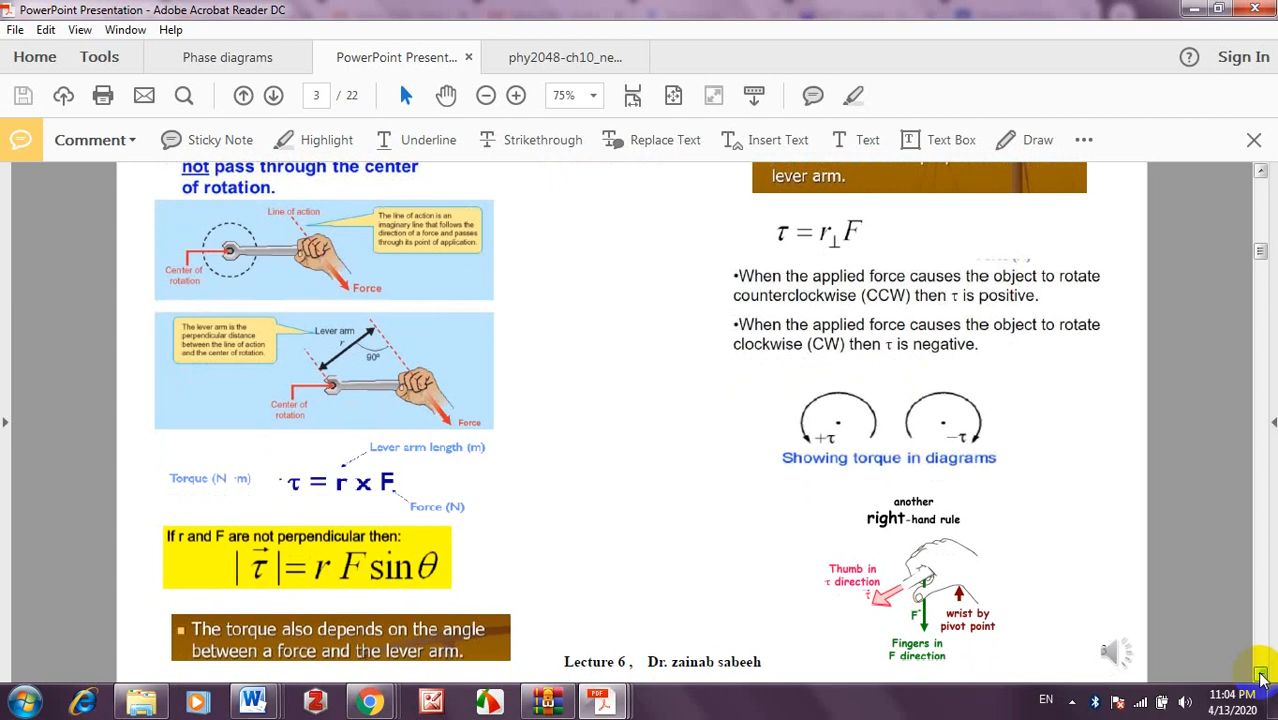 PowerPoint Presentation - Adobe Acrobat Reader DC
File Edit View Window Help
Home Tools Phase diagrams PowerPoint Present... × phy2048-ch10_ne... Sign In
3 / 22 75%
Comment Sticky Note Highlight Underline Strikethrough Replace Text Insert Text Text Text Box Draw
not pass through the center
of rotation.
Line of action
The line of action is an
imaginary line that follows the
direction of a force and passes
through its point of application.
Center of
rotation
Force
The lever arm is the
perpendicular distance
between the line of action
and the center of rotation.
Lever arm
r
90°
Center of
rotation
Force
Lever arm length (m)
Torque (N m)
τ = r x F
Force (N)
If r and F are not perpendicular then:
|τ⃗| = r F sin θ
The torque also depends on the angle
between a force and the lever arm.
lever arm.
τ = r⊥F
•When the applied force causes the object to rotate
counterclockwise (CCW) then τ is positive.
•When the applied force causes the object to rotate
clockwise (CW) then τ is negative.
+τ −τ
Showing torque in diagrams
another
right-hand rule
Thumb in
τ direction
τ
F
wrist by
pivot point
Fingers in
F direction
Lecture 6 , Dr. zainab sabeeh
EN
11:04 PM
4/13/2020